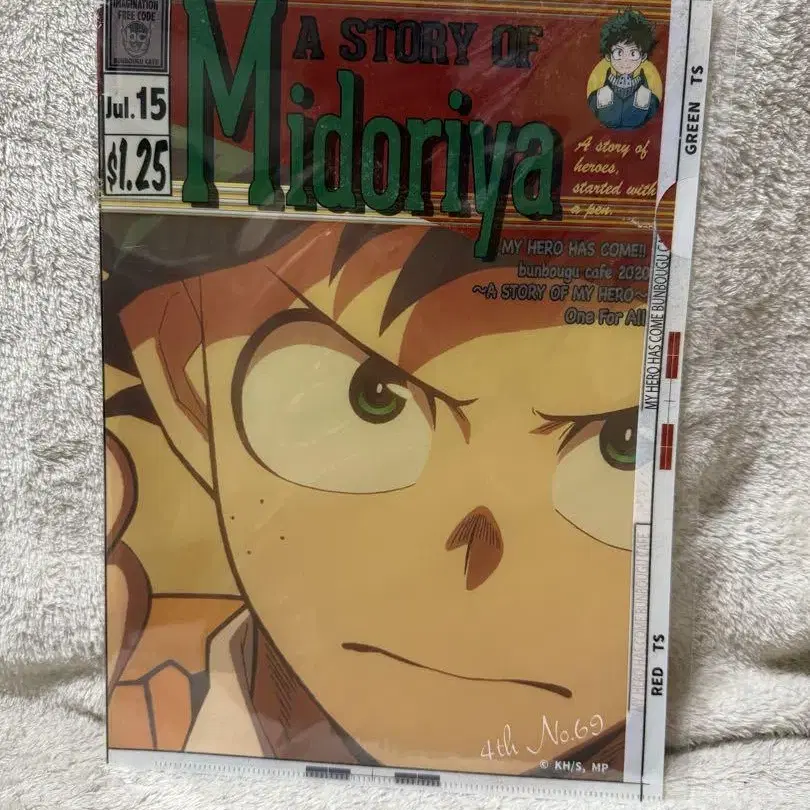 IMAGINATION
FREE CODE
BUNBOUGU CAFE
Jul.15
$1.25
A STORY OF
Midoriya
A story of
heroes,
started with
a pen.
MY HERO HAS COME!!
bunbougu cafe 2020
～A STORY OF MY HERO～
One For All
GREEN TS
MY HERO HAS COME BUNBOUGU C
RED TS
4th No.69
© KH/S, MP